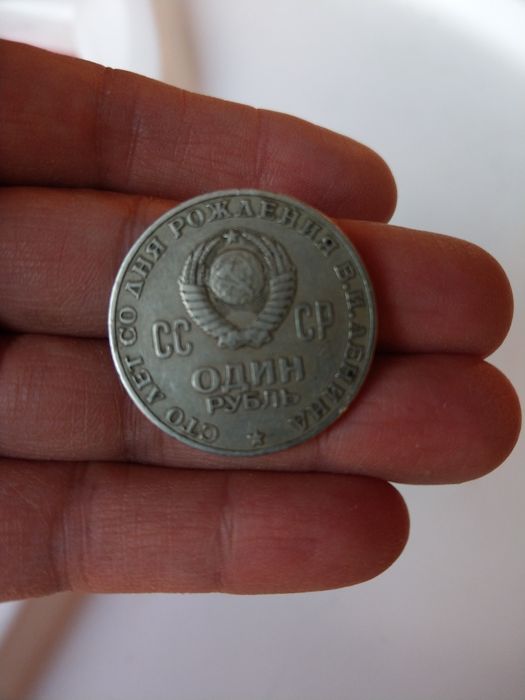 СТО ЛЕТ СО ДНЯ РОЖДЕНИЯ В.И.ЛЕНИНА
СС СР
ОДИН
РУБЛЬ